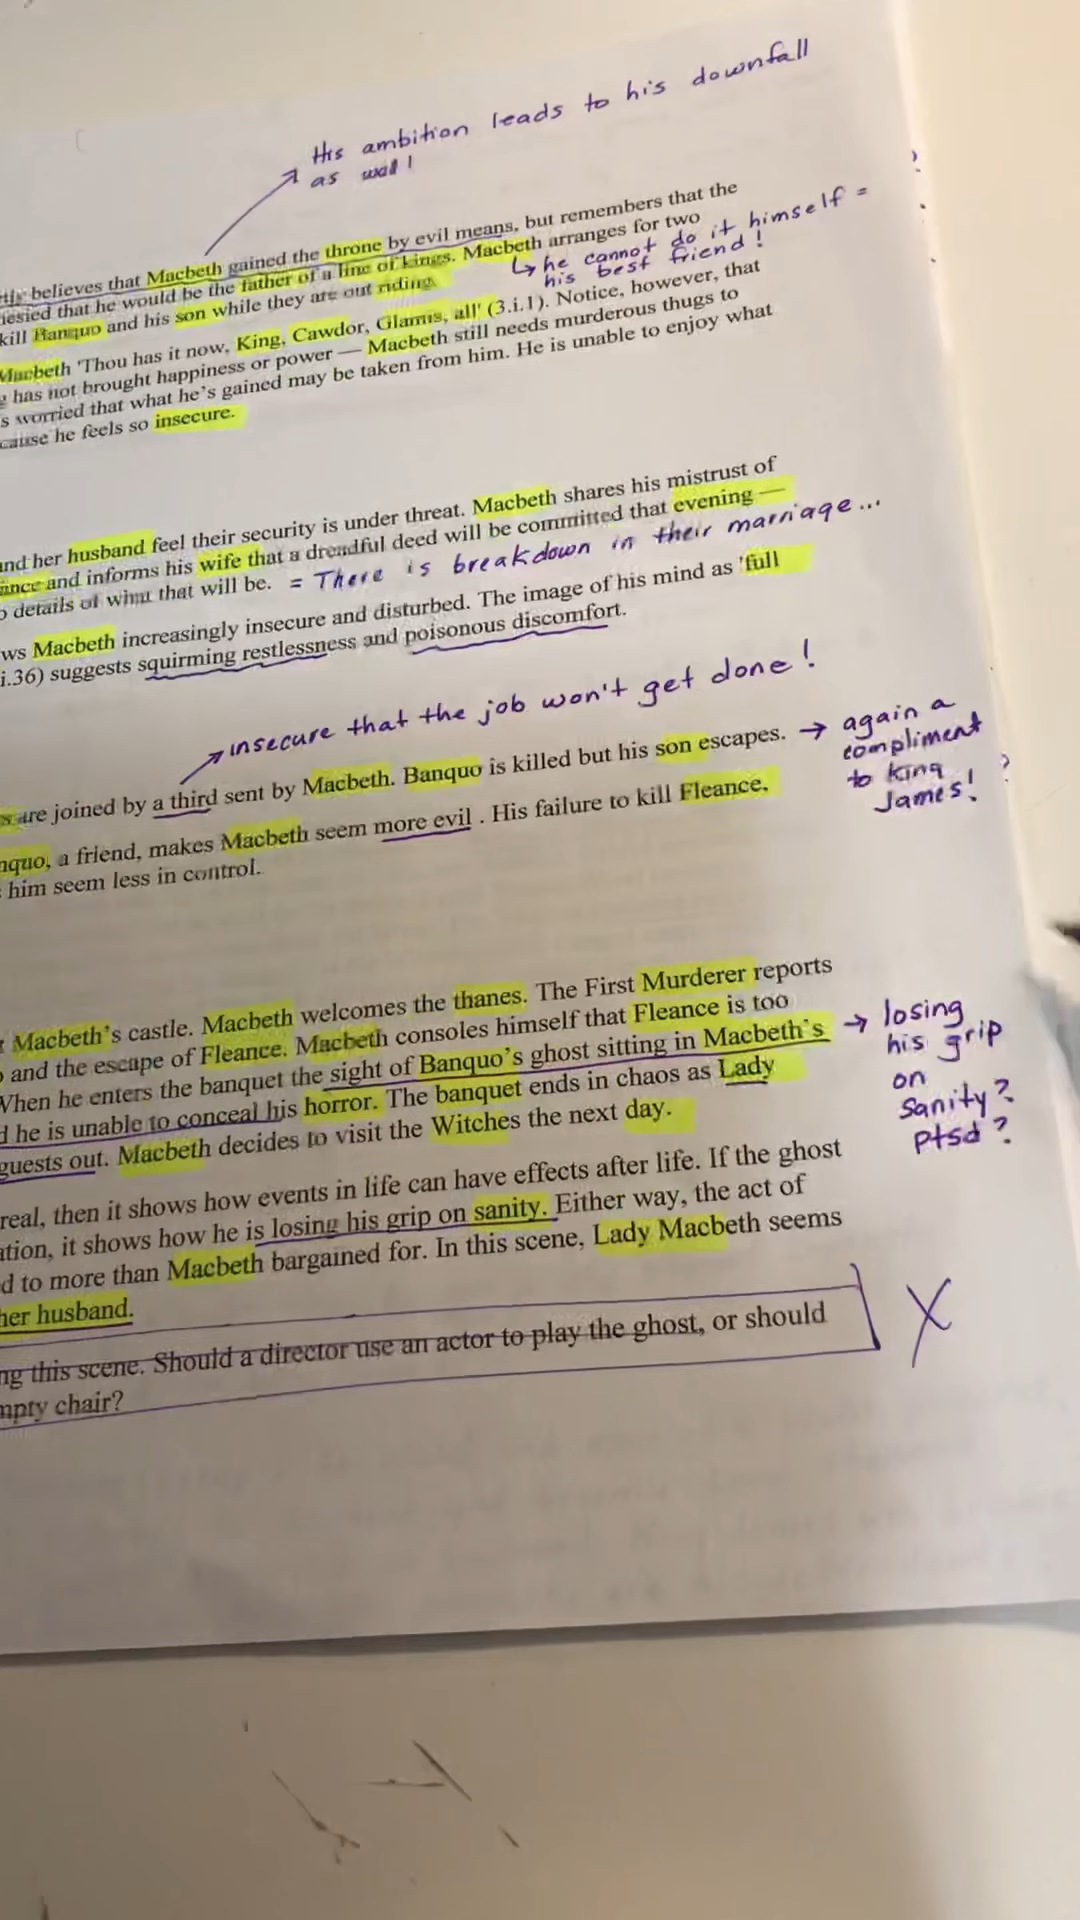 His ambition leads to his downfall
as well
believes that Macbeth gained the throne by evil means, but remembers that the
he would be the father of a line of kings. Macbeth arranges for two
↳ he cannot do it himself =
his best friend!
kill Banquo and his son while they are out riding.
Macbeth 'Thou has it now, King, Cawdor, Glamis, all' (3.i.1). Notice, however, that
has not brought happiness or power — Macbeth still needs murderous thugs to
s worried that what he's gained may be taken from him. He is unable to enjoy what
cause he feels so insecure.
and her husband feel their security is under threat. Macbeth shares his mistrust of
and informs his wife that a dreadful deed will be committed that evening —
details of what that will be. = There is breakdown in their marriage...
ws Macbeth increasingly insecure and disturbed. The image of his mind as 'full
i.36) suggests squirming restlessness and poisonous discomfort.
insecure that the job won't get done!
are joined by a third sent by Macbeth. Banquo is killed but his son escapes. → again a
compliment
to king
James!
nquo, a friend, makes Macbeth seem more evil . His failure to kill Fleance,
him seem less in control.
Macbeth's castle. Macbeth welcomes the thanes. The First Murderer reports
and the escape of Fleance. Macbeth consoles himself that Fleance is too
When he enters the banquet the sight of Banquo's ghost sitting in Macbeth's → losing
his grip
on
sanity?
ptsd?
d he is unable to conceal his horror. The banquet ends in chaos as Lady
guests out. Macbeth decides to visit the Witches the next day.
real, then it shows how events in life can have effects after life. If the ghost
ation, it shows how he is losing his grip on sanity. Either way, the act of
d to more than Macbeth bargained for. In this scene, Lady Macbeth seems
her husband.
ng this scene. Should a director use an actor to play the ghost, or should
mpty chair?
X